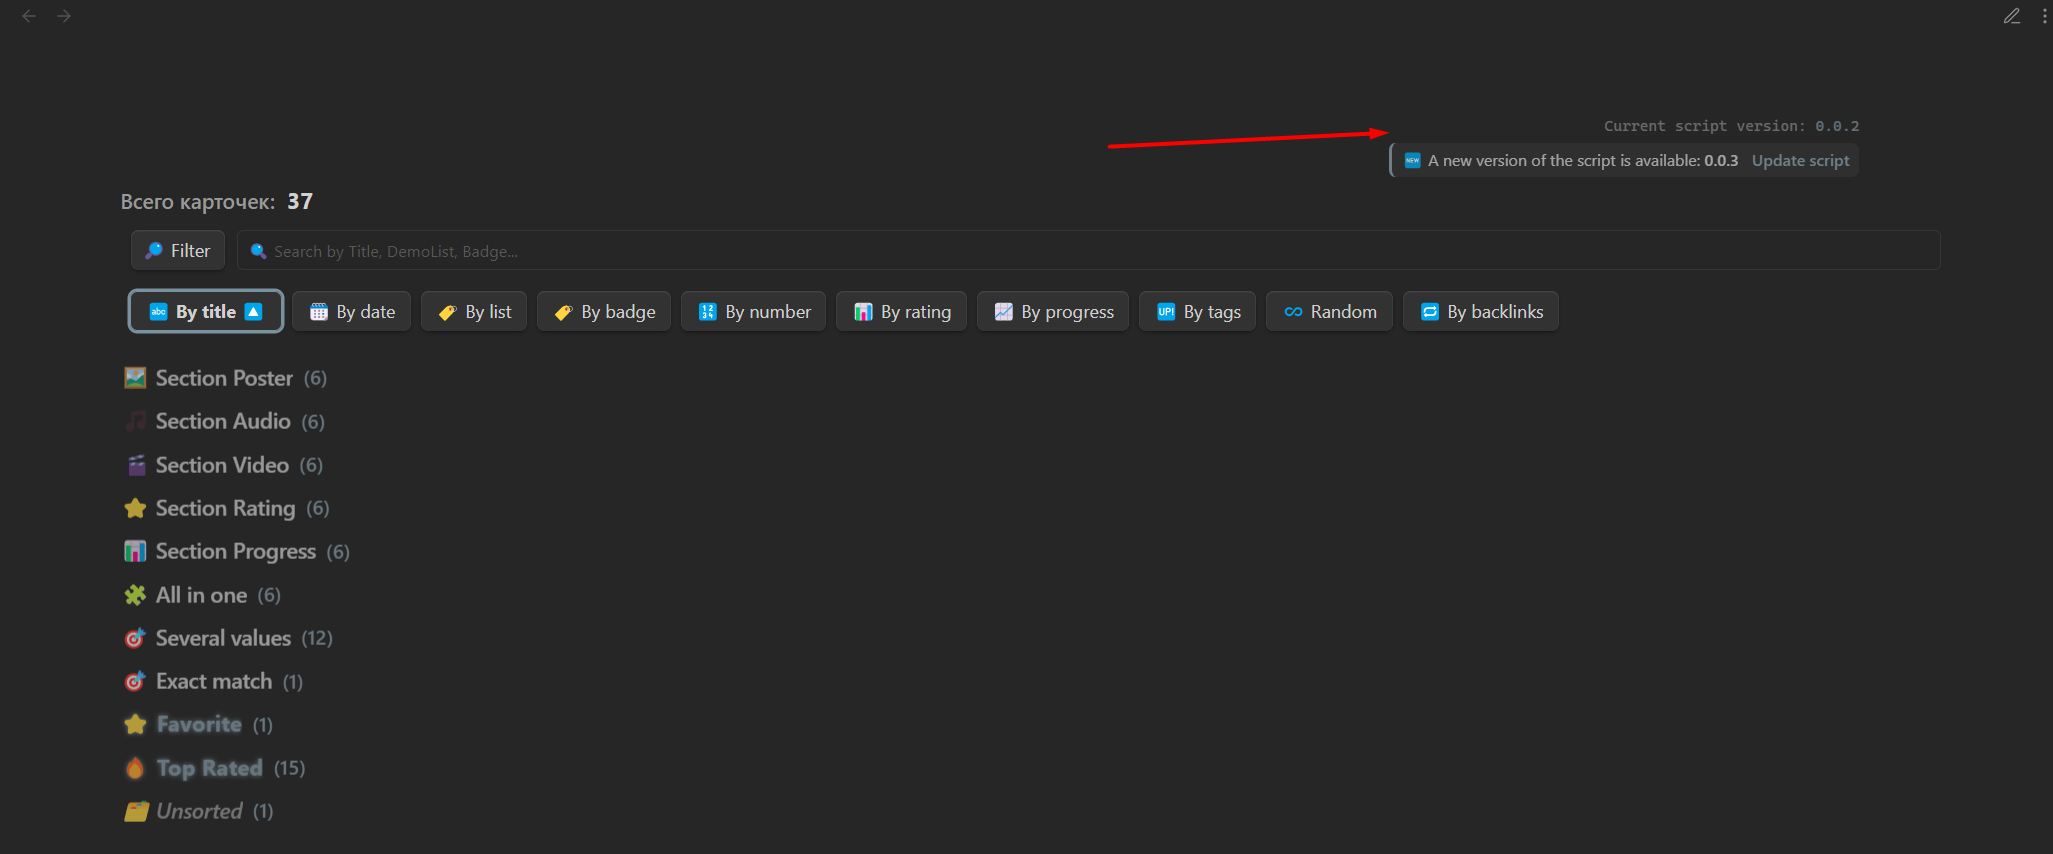 Current script version: 0.0.2
NEW A new version of the script is available: 0.0.3 Update script
Всего карточек: 37
Filter
Search by Title, DemoList, Badge...
abc By title
By date
By list
By badge
1234 By number
By rating
By progress
UP! By tags
Random
By backlinks
Section Poster (6)
Section Audio (6)
Section Video (6)
Section Rating (6)
Section Progress (6)
All in one (6)
Several values (12)
Exact match (1)
Favorite (1)
Top Rated (15)
Unsorted (1)